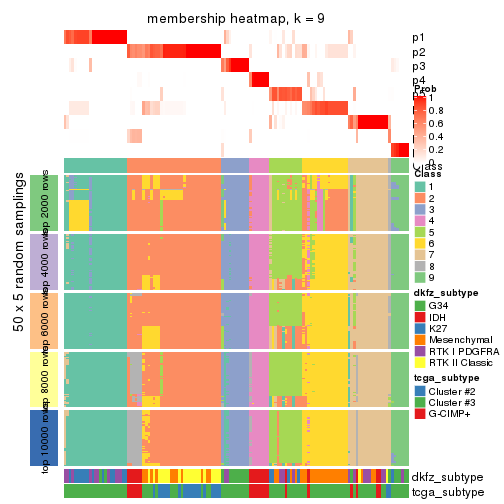 membership heatmap, k = 9
p1
p2
p3
p4
Prob
1
0.8
0.6
0.4
0.2
0
Class
Class
1
2
3
4
5
6
7
8
9
dkfz_subtype
G34
IDH
K27
Mesenchymal
RTK I PDGFRA
RTK II Classic
tcga_subtype
Cluster #2
Cluster #3
G-CIMP+
50 x 5 random samplings
top 2000 rows
top 4000 rows
top 6000 rows
top 8000 rows
top 10000 rows
dkfz_subtype
tcga_subtype